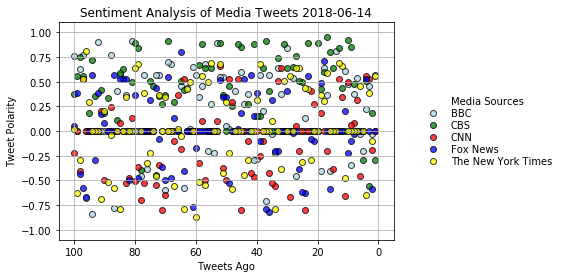 Sentiment Analysis of Media Tweets 2018-06-14
1.00
0.75
0.50
0.25
0.00
−0.25
−0.50
−0.75
−1.00
Tweet Polarity
100
80
60
40
20
0
Tweets Ago
Media Sources
BBC
CBS
CNN
Fox News
The New York Times